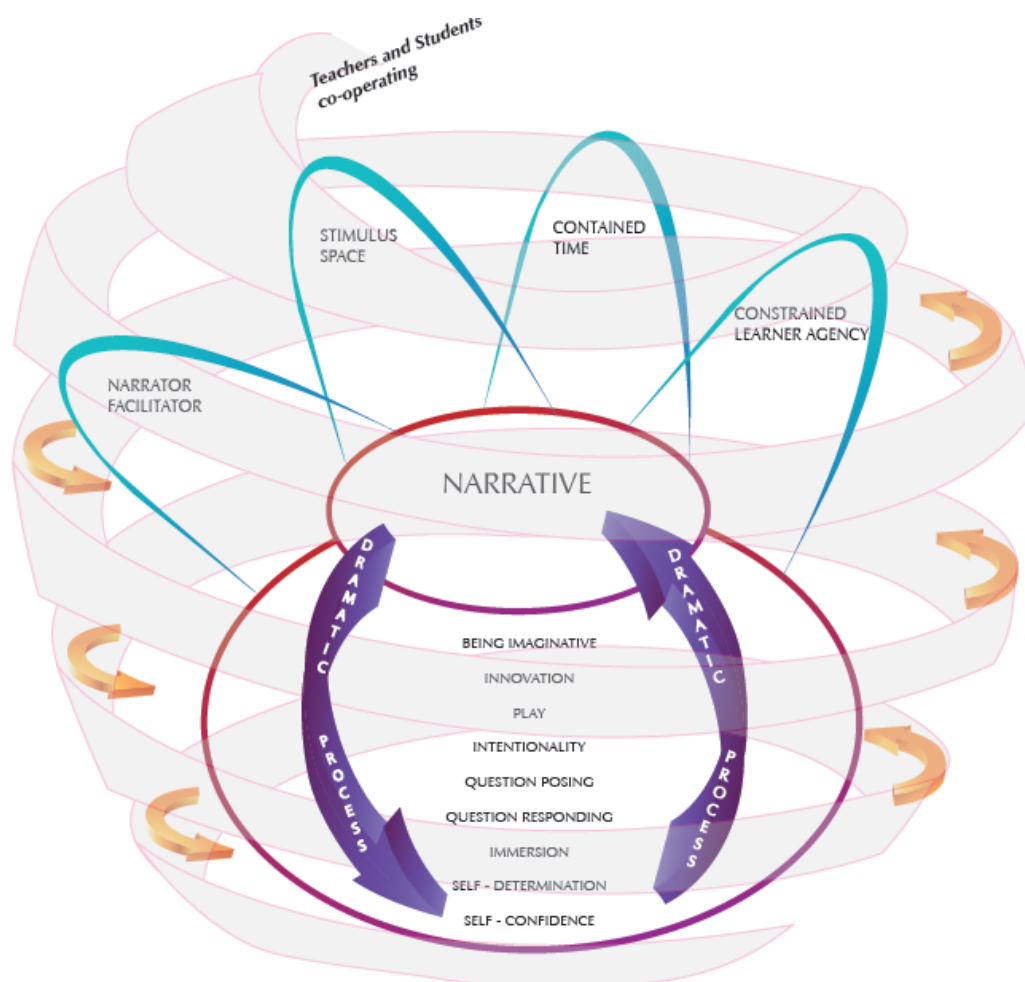 Teachers and Students
co-operating
STIMULUS
SPACE
CONTAINED
TIME
CONSTRAINED
LEARNER AGENCY
NARRATOR
FACILITATOR
NARRATIVE
DRAMATIC PROCESS
DRAMATIC PROCESS
BEING IMAGINATIVE
INNOVATION
PLAY
INTENTIONALITY
QUESTION POSING
QUESTION RESPONDING
IMMERSION
SELF - DETERMINATION
SELF - CONFIDENCE